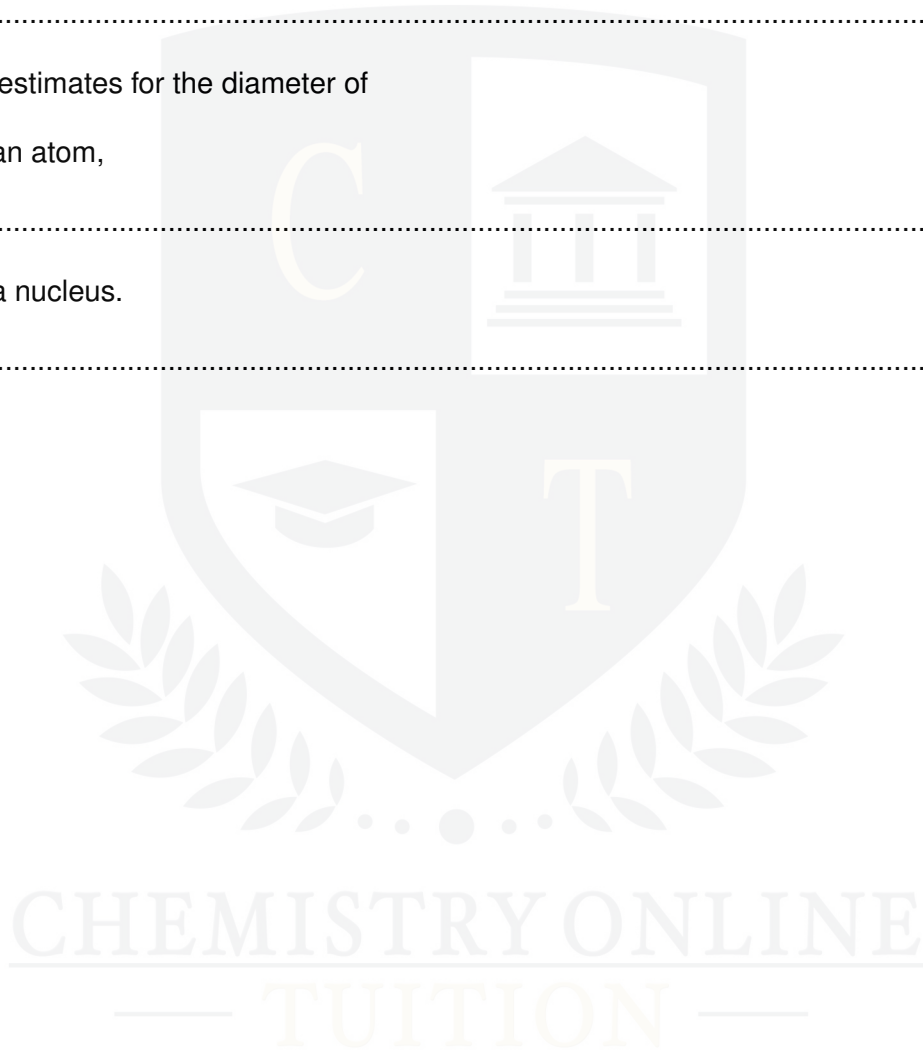 estimates for the diameter of
an atom,
a nucleus.
C
T
CHEMISTRY ONLINE
TUITION